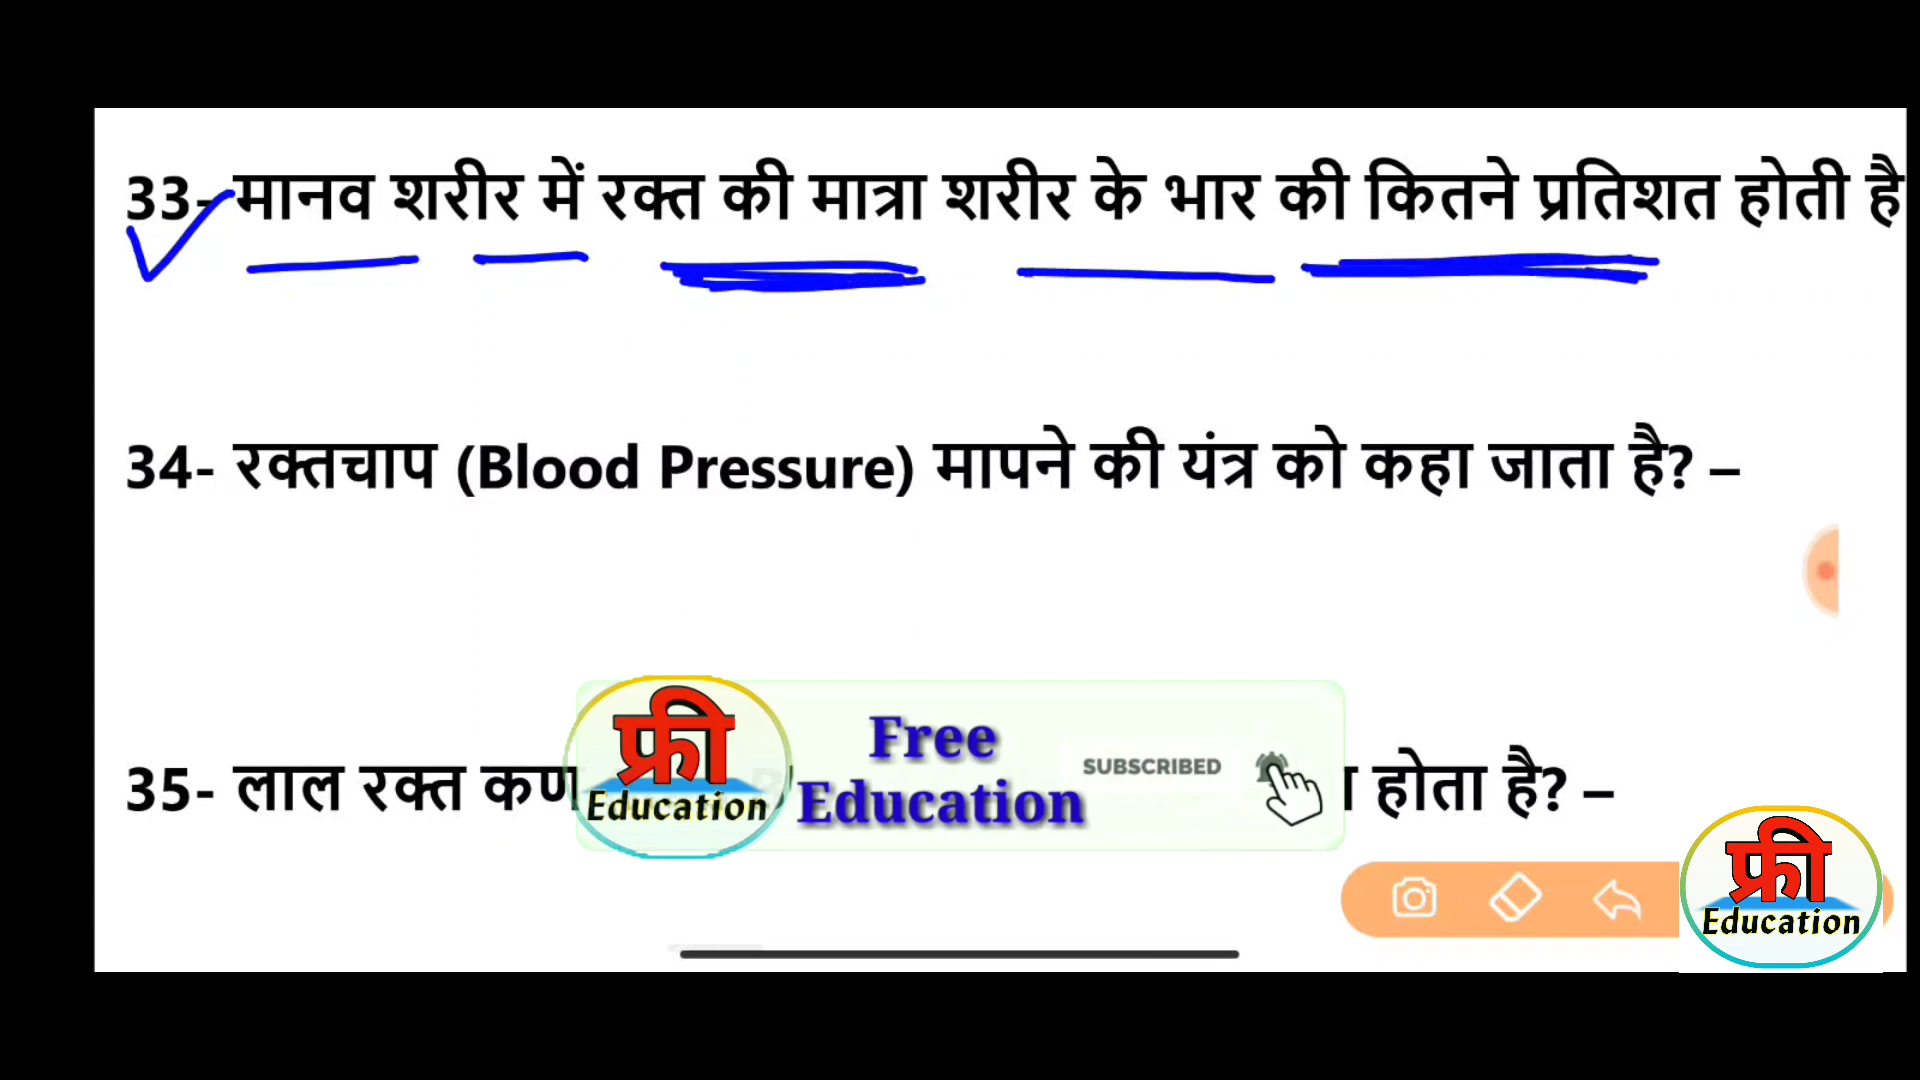 33- मानव शरीर में रक्त की मात्रा शरीर के भार की कितने प्रतिशत होती है
34- रक्तचाप (Blood Pressure) मापने की यंत्र को कहा जाता है? –
35- लाल रक्त कण होता है? –
फ्री
Education
Free
Education
SUBSCRIBED
फ्री
Education